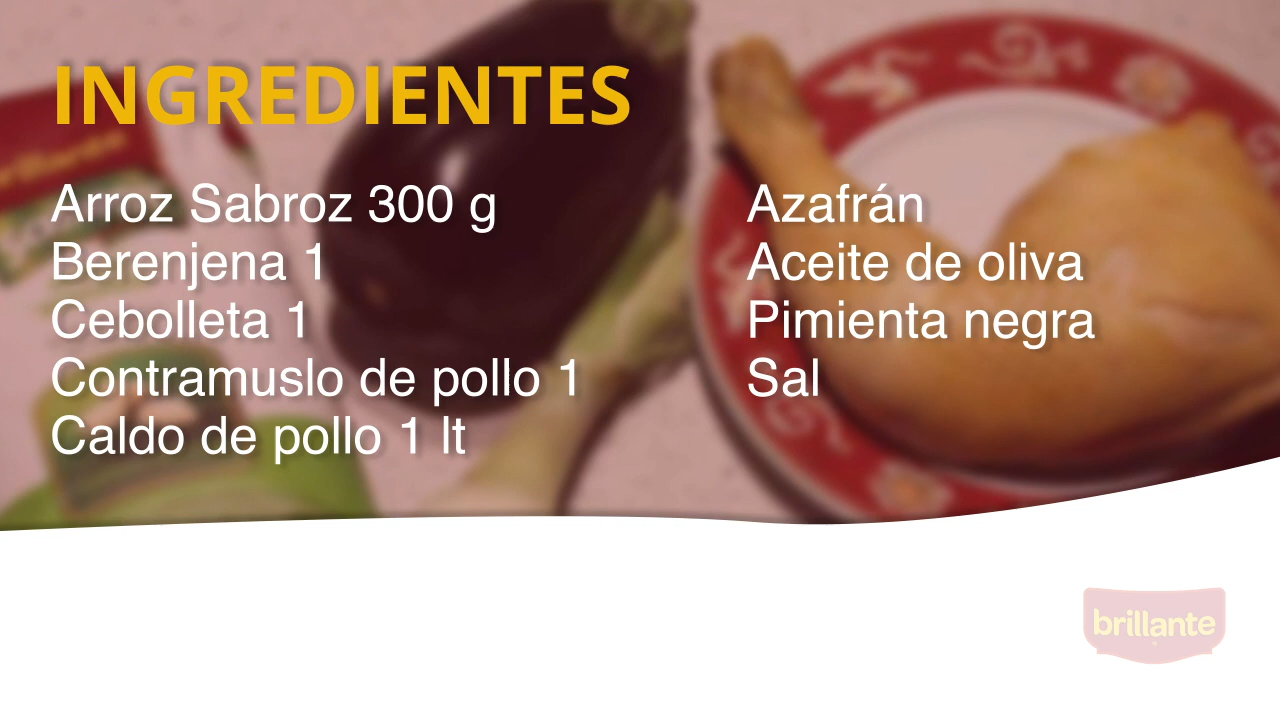 INGREDIENTES
Arroz Sabroz 300 g
Berenjena 1
Cebolleta 1
Contramuslo de pollo 1
Caldo de pollo 1 lt
Azafrán
Aceite de oliva
Pimienta negra
Sal
brillante
brillante